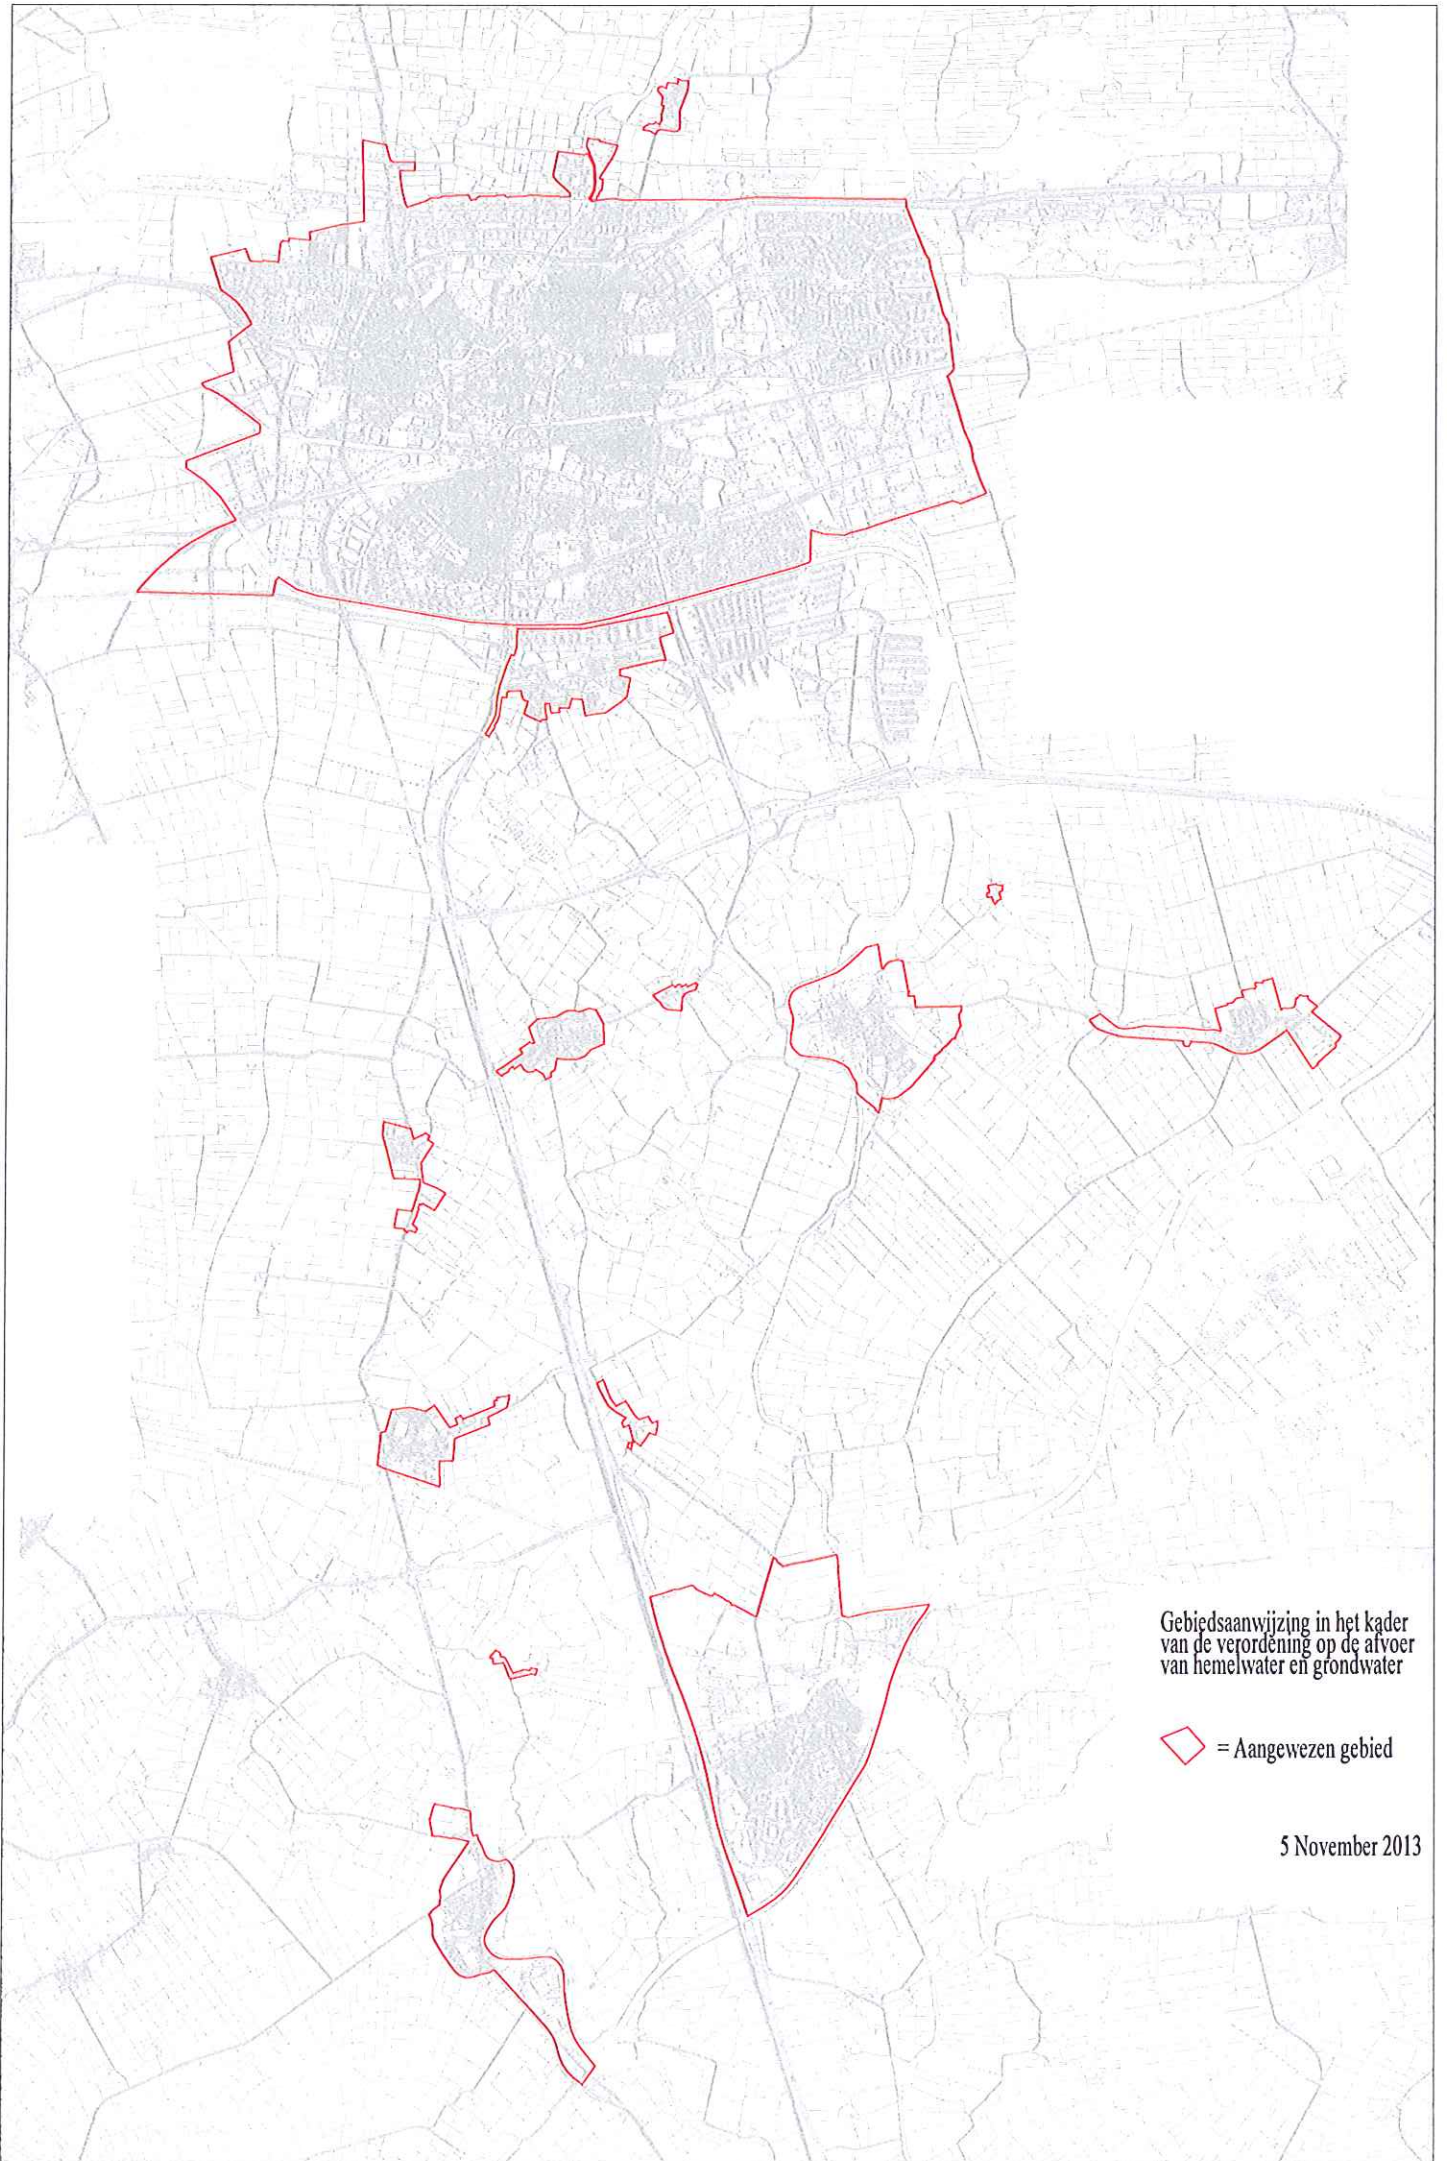 Gebiedsaanwijzing in het kader
van de verordening op de afvoer
van hemelwater en grondwater
= Aangewezen gebied
5 November 2013